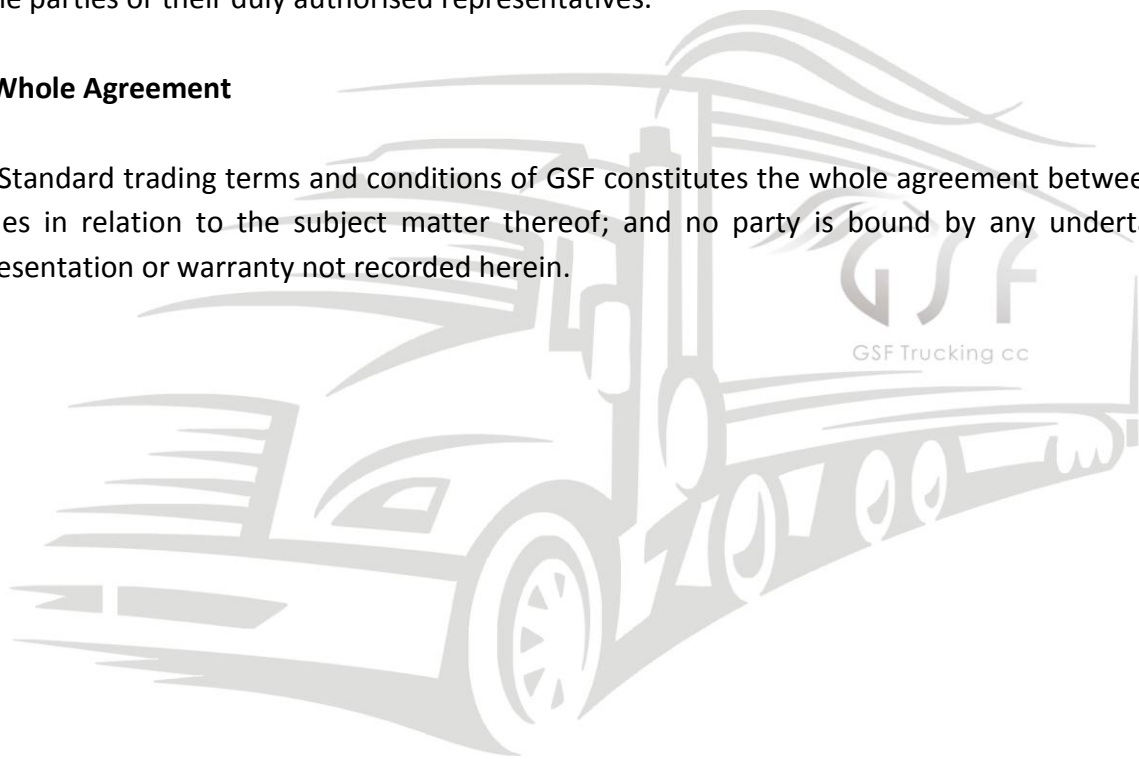 he parties or their duly authorised representatives.
Whole Agreement
Standard trading terms and conditions of GSF constitutes the whole agreement betwee
es in relation to the subject matter thereof; and no party is bound by any underta
esentation or warranty not recorded herein.
GSF
GSF Trucking cc